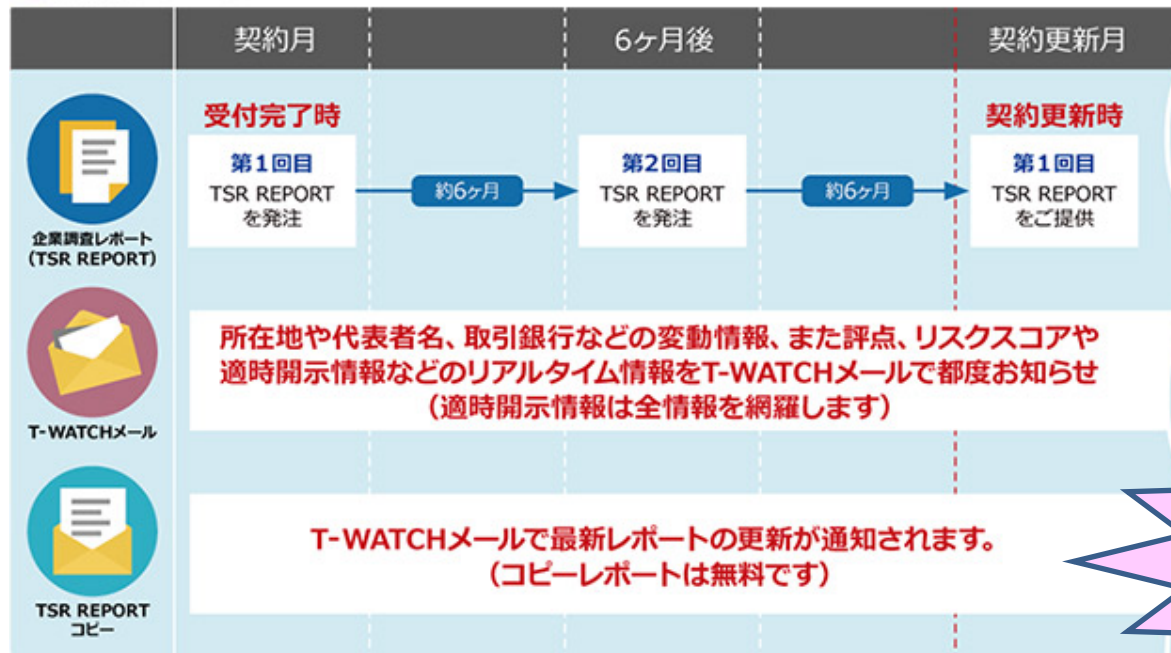 契約月
6ヶ月後
契約更新月
受付完了時
契約更新時
第1回目
TSR REPORT
を発注
約6ヶ月
第2回目
TSR REPORT
を発注
約6ヶ月
第1回目
TSR REPORT
をご提供
企業調査レポート
(TSR REPORT)
所在地や代表者名、取引銀行などの変動情報、また評点、リスクスコアや
適時開示情報などのリアルタイム情報をT-WATCHメールで都度お知らせ
(適時開示情報は全情報を網羅します)
T-WATCHメール
T-WATCHメールで最新レポートの更新が通知されます。
(コピーレポートは無料です)
TSR REPORT
コピー